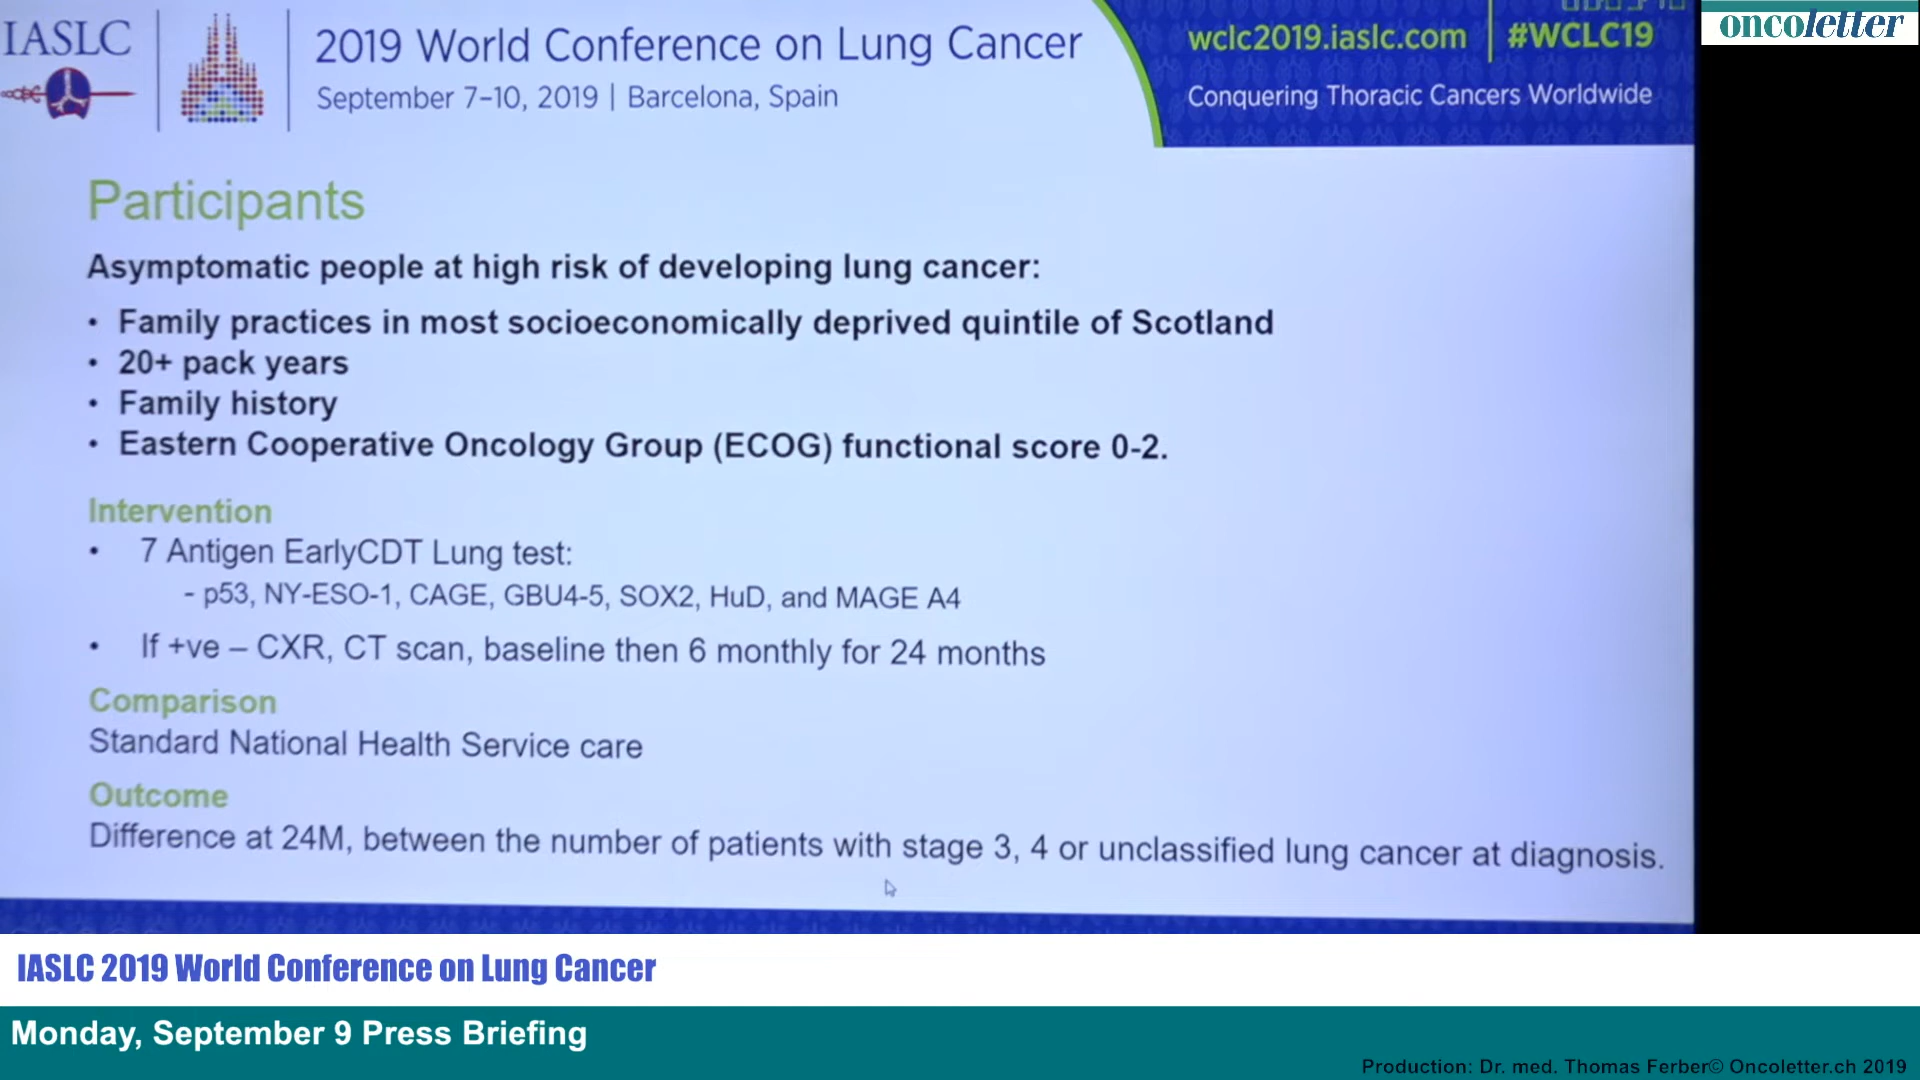 IASLC
2019 World Conference on Lung Cancer
September 7–10, 2019 | Barcelona, Spain
wclc2019.iaslc.com | #WCLC19
Conquering Thoracic Cancers Worldwide
oncoletter
Participants
Asymptomatic people at high risk of developing lung cancer:
• Family practices in most socioeconomically deprived quintile of Scotland
• 20+ pack years
• Family history
• Eastern Cooperative Oncology Group (ECOG) functional score 0-2.
Intervention
• 7 Antigen EarlyCDT Lung test:
- p53, NY-ESO-1, CAGE, GBU4-5, SOX2, HuD, and MAGE A4
• If +ve – CXR, CT scan, baseline then 6 monthly for 24 months
Comparison
Standard National Health Service care
Outcome
Difference at 24M, between the number of patients with stage 3, 4 or unclassified lung cancer at diagnosis.
IASLC 2019 World Conference on Lung Cancer
Monday, September 9 Press Briefing
Production: Dr. med. Thomas Ferber© Oncoletter.ch 2019